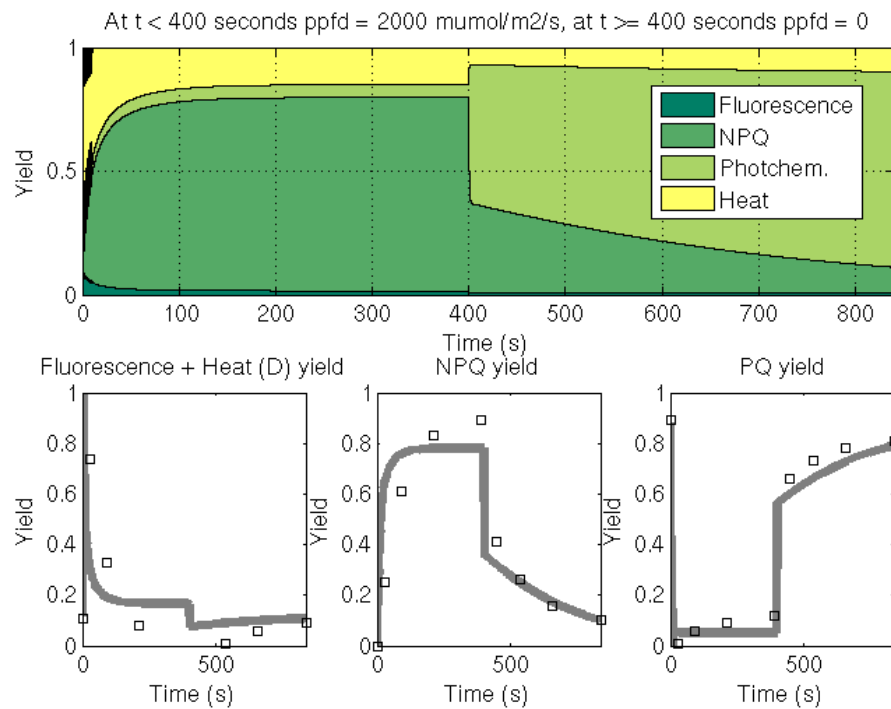 At t < 400 seconds ppfd = 2000 mumol/m2/s, at t >= 400 seconds ppfd = 0
1
0.5
0
Yield
Fluorescence
NPQ
Photchem.
Heat
0 100 200 300 400 500 600 700 800
Time (s)
Fluorescence + Heat (D) yield
1
0.8
0.6
0.4
0.2
0
Yield
0 500
Time (s)
NPQ yield
1
0.8
0.6
0.4
0.2
0
Yield
0 500
Time (s)
PQ yield
1
0.8
0.6
0.4
0.2
0
Yield
0 500
Time (s)